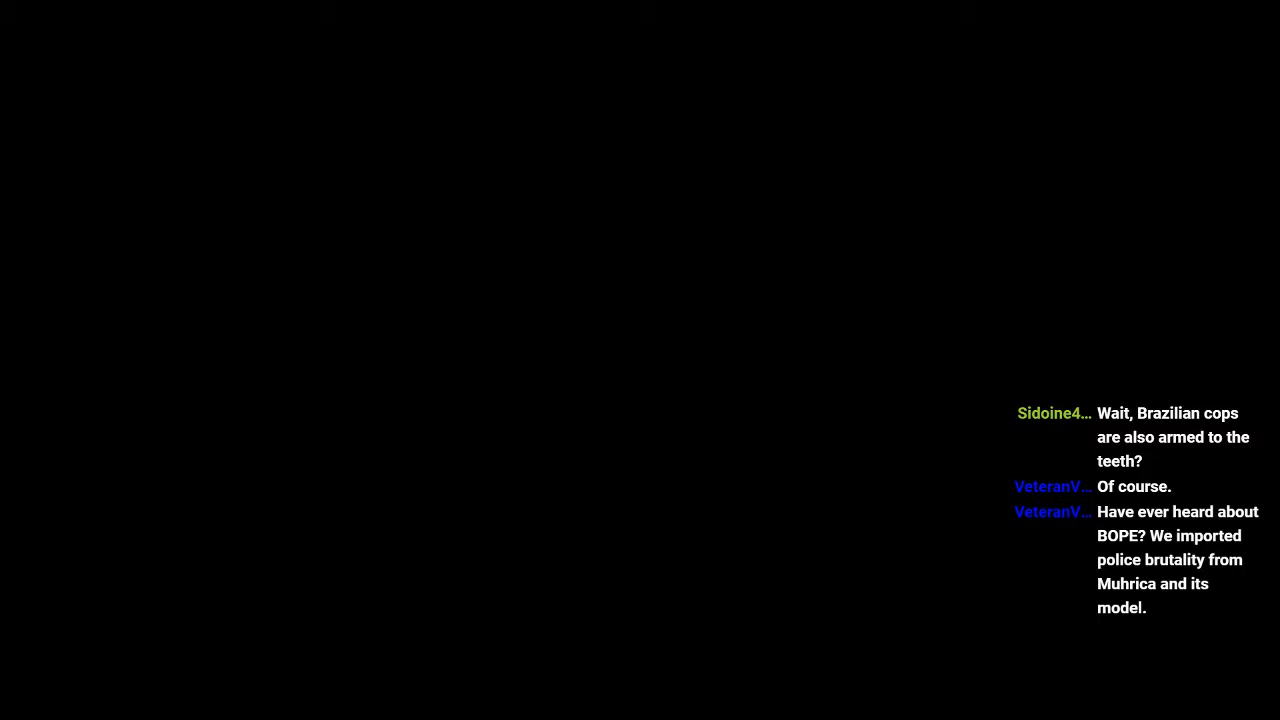 Sidoine4… Wait, Brazilian cops
are also armed to the
teeth?
VeteranV… Of course.
VeteranV… Have ever heard about
BOPE? We imported
police brutality from
Muhrica and its
model.